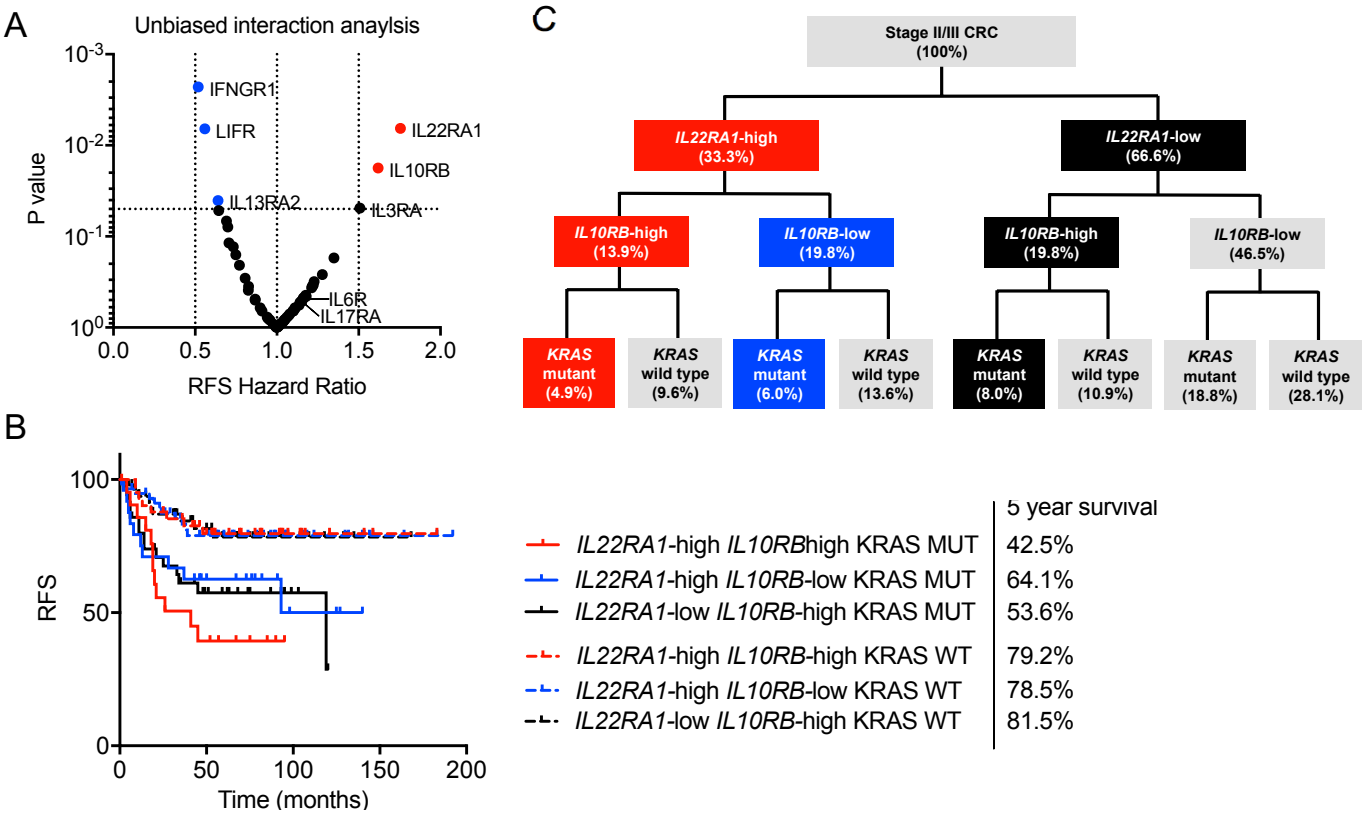 A
Unbiased interaction anaylsis
10-3
10-2
10-1
100
P value
IFNGR1
LIFR
IL13RA2
IL22RA1
IL10RB
IL3RA
IL6R
IL17RA
0.0 0.5 1.0 1.5 2.0
RFS Hazard Ratio
C
Stage II/III CRC
(100%)
IL22RA1-high
(33.3%)
IL22RA1-low
(66.6%)
IL10RB-high
(13.9%)
IL10RB-low
(19.8%)
IL10RB-high
(19.8%)
IL10RB-low
(46.5%)
KRAS
mutant
(4.9%)
KRAS
wild type
(9.6%)
KRAS
mutant
(6.0%)
KRAS
wild type
(13.6%)
KRAS
mutant
(8.0%)
KRAS
wild type
(10.9%)
KRAS
mutant
(18.8%)
KRAS
wild type
(28.1%)
B
100
50
0
RFS
0 50 100 150 200
Time (months)
5 year survival
IL22RA1-high IL10RBhigh KRAS MUT 42.5%
IL22RA1-high IL10RB-low KRAS MUT 64.1%
IL22RA1-low IL10RB-high KRAS MUT 53.6%
IL22RA1-high IL10RB-high KRAS WT 79.2%
IL22RA1-high IL10RB-low KRAS WT 78.5%
IL22RA1-low IL10RB-high KRAS WT 81.5%